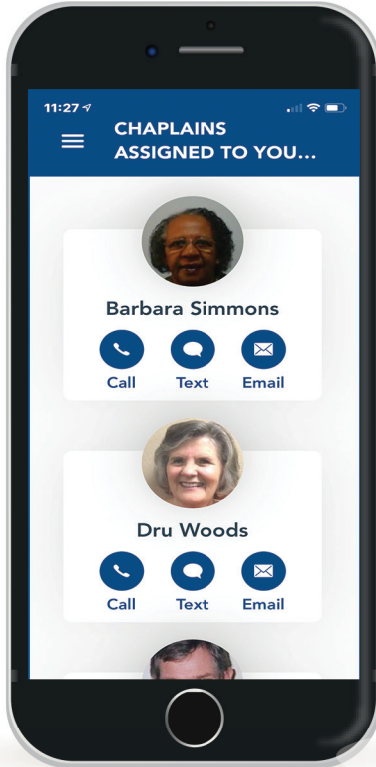 11:27
CHAPLAINS
ASSIGNED TO YOU...
Barbara Simmons
Call Text Email
Dru Woods
Call Text Email